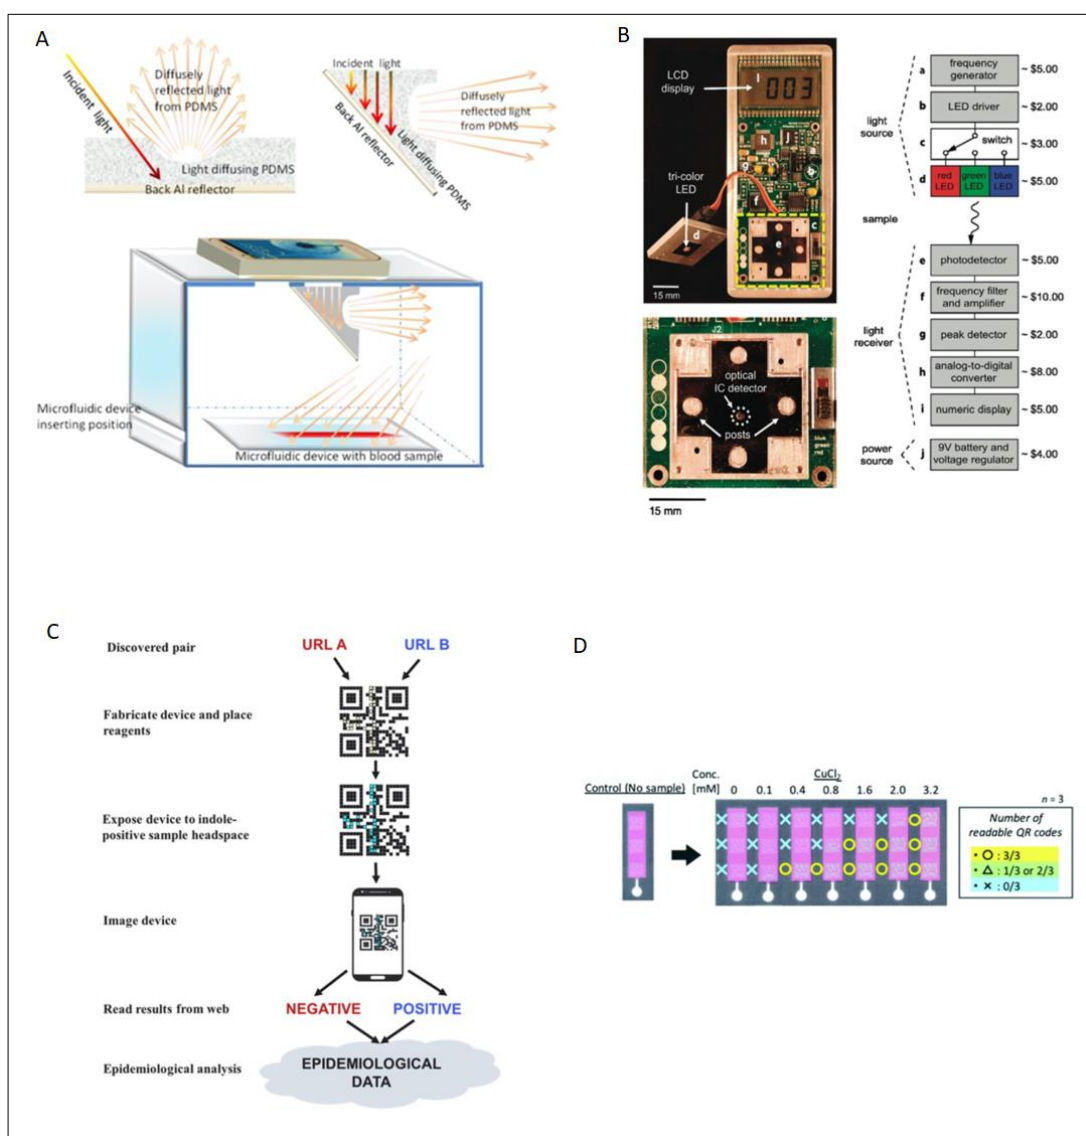 A
Incident light
Diffusely
reflected light
from PDMS
Light diffusing PDMS
Back Al reflector
Incident light
Back Al reflector
Light diffusing PDMS
Diffusely
reflected light
from PDMS
Microfluidic device
inserting position
Microfluidic device with blood sample
B
LCD
display
003
i
h
j
a
g
b
f
tri-color
LED
d
c
e
15 mm
J2
optical
IC detector
posts
blue
green
red
15 mm
light
source
a
frequency
generator
~ $5.00
b
LED driver
~ $2.00
c
switch
~ $3.00
d
red
LED
green
LED
blue
LED
~ $5.00
sample
light
receiver
e
photodetector
~ $5.00
f
frequency filter
and amplifier
~ $10.00
g
peak detector
~ $2.00
h
analog-to-digital
converter
~ $8.00
i
numeric display
~ $5.00
power
source
j
9V battery and
voltage regulator
~ $4.00
C
Discovered pair
URL A
URL B
Fabricate device and place
reagents
Expose device to indole-
positive sample headspace
Image device
Read results from web
NEGATIVE
POSITIVE
Epidemiological analysis
EPIDEMIOLOGICAL
DATA
D
Control (No sample)
Conc.
[mM]
CuCl2
0 0.1 0.4 0.8 1.6 2.0 3.2
n = 3
Number of
readable QR codes
• O : 3/3
• △ : 1/3 or 2/3
• × : 0/3